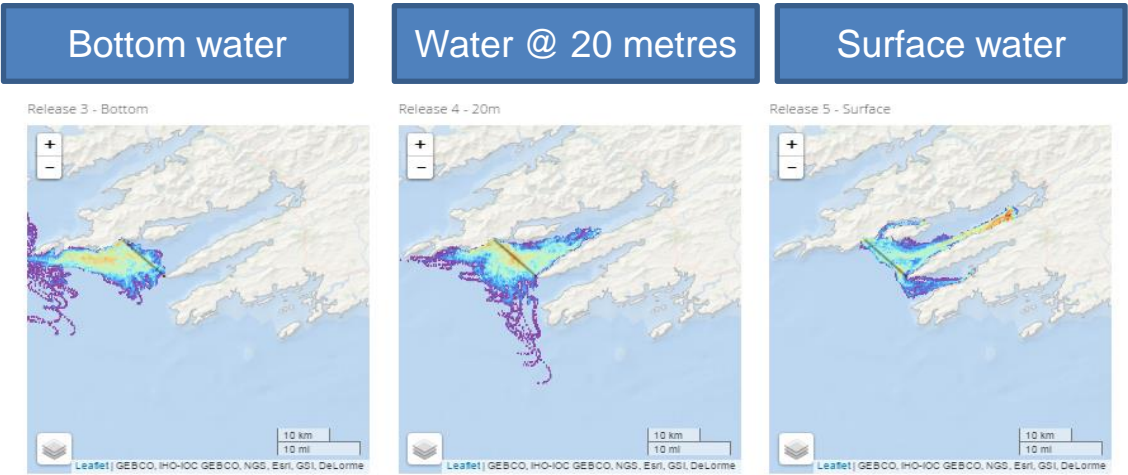 Bottom water
Water @ 20 metres
Surface water
Release 3 - Bottom
Release 4 - 20m
Release 5 - Surface
+
−
+
−
+
−
10 km
10 mi
Leaflet | GEBCO, IHO-IOC GEBCO, NGS, Esri, GSI, DeLorme
10 km
10 mi
Leaflet | GEBCO, IHO-IOC GEBCO, NGS, Esri, GSI, DeLorme
10 km
10 mi
Leaflet | GEBCO, IHO-IOC GEBCO, NGS, Esri, GSI, DeLorme